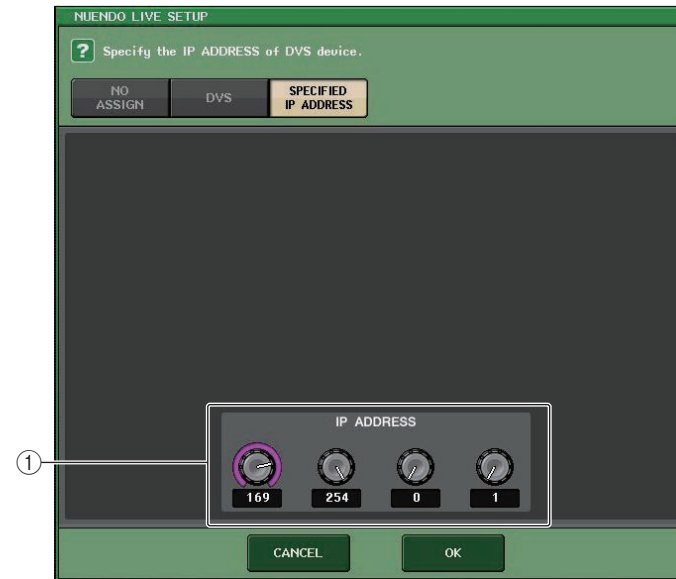 NUENDO LIVE SETUP
? Specify the IP ADDRESS of DVS device.
NO ASSIGN
DVS
SPECIFIED IP ADDRESS
①
IP ADDRESS
169 254 0 1
CANCEL OK